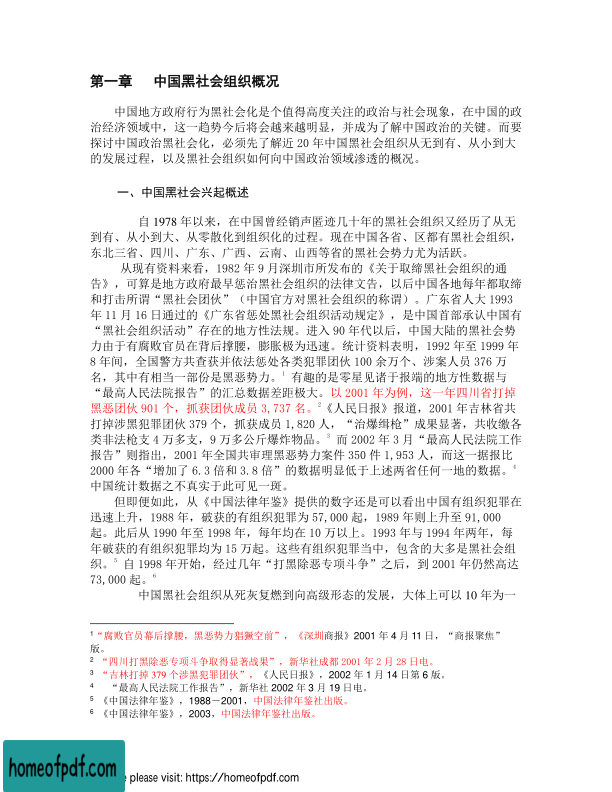 第一章 中国黑社会组织概况
中国地方政府行为黑社会化是个值得高度关注的政治与社会现象，在中国的政
治经济领域中，这一趋势今后将会越来越明显，并成为了解中国政治的关键。而要
探讨中国政治黑社会化，必须先了解近 20 年中国黑社会组织从无到有、从小到大
的发展过程，以及黑社会组织如何向中国政治领域渗透的概况。
一、中国黑社会兴起概述
自 1978 年以来，在中国曾经销声匿迹几十年的黑社会组织又经历了从无
到有、从小到大、从零散化到组织化的过程。现在中国各省、区都有黑社会组织，
东北三省、四川、广东、广西、云南、山西等省的黑社会势力尤为活跃。
从现有资料来看，1982 年 9 月深圳市所发布的《关于取缔黑社会组织的通
告》，可算是地方政府最早惩治黑社会组织的法律文告，以后中国各地每年都取缔
和打击所谓“黑社会团伙”（中国官方对黑社会组织的称谓）。广东省人大 1993
年 11 月 16 日通过的《广东省惩处黑社会组织活动规定》，是中国首部承认中国有
“黑社会组织活动”存在的地方性法规。进入 90 年代以后，中国大陆的黑社会势
力由于有腐败官员在背后撑腰，膨胀极为迅速。统计资料表明，1992 年至 1999 年
8 年间，全国警方共查获并依法惩处各类犯罪团伙 100 余万个、涉案人员 376 万
名，其中有相当一部份是黑恶势力。1 有趣的是零星见诸于报端的地方性数据与
“最高人民法院报告”的汇总数据差距极大。以 2001 年为例，这一年四川省打掉
黑恶团伙 901 个，抓获团伙成员 3,737 名。2《人民日报》报道，2001 年吉林省共
打掉涉黑犯罪团伙 379 个，抓获成员 1,820 人，“治爆缉枪”成果显著，共收缴各
类非法枪支 4 万多支，9 万多公斤爆炸物品。3 而 2002 年 3 月“最高人民法院工作
报告”则指出，2001 年全国共审理黑恶势力案件 350 件 1,953 人，而这一据比
2000 年各“增加了 6.3 倍和 3.8 倍”的数据明显低于上述两省任何一地的数据。4
中国统计数据之不真实于此可见一斑。
但即便如此，从《中国法律年鉴》提供的数字还是可以看出中国有组织犯罪在
迅速上升，1988 年，破获的有组织犯罪为 57,000 起，1989 年则上升至 91,000
起。此后从 1990 年至 1998 年，每年均在 10 万以上。1993 年与 1994 年两年，每
年破获的有组织犯罪均为 15 万起。这些有组织犯罪当中，包含的大多是黑社会组
织。5 自 1998 年开始，经过几年“打黑除恶专项斗争”之后，到 2001 年仍然高达
73,000 起。6
中国黑社会组织从死灰复燃到向高级形态的发展，大体上可以 10 年为一
1“腐败官员幕后撑腰，黑恶势力猖獗空前”，《深圳商报》2001 年 4 月 11 日，“商报聚焦”
版。
2 “四川打黑除恶专项斗争取得显著战果”，新华社成都 2001 年 2 月 28 日电。
3 “吉林打掉 379 个涉黑犯罪团伙”，《人民日报》，2002 年 1 月 14 日第 6 版。
4 “最高人民法院工作报告”，新华社 2002 年 3 月 19 日电。
5 《中国法律年鉴》，1988－2001，中国法律年鉴社出版。
6 《中国法律年鉴》，2003，中国法律年鉴社出版。
homeofpdf.com
e please visit: https://homeofpdf.com